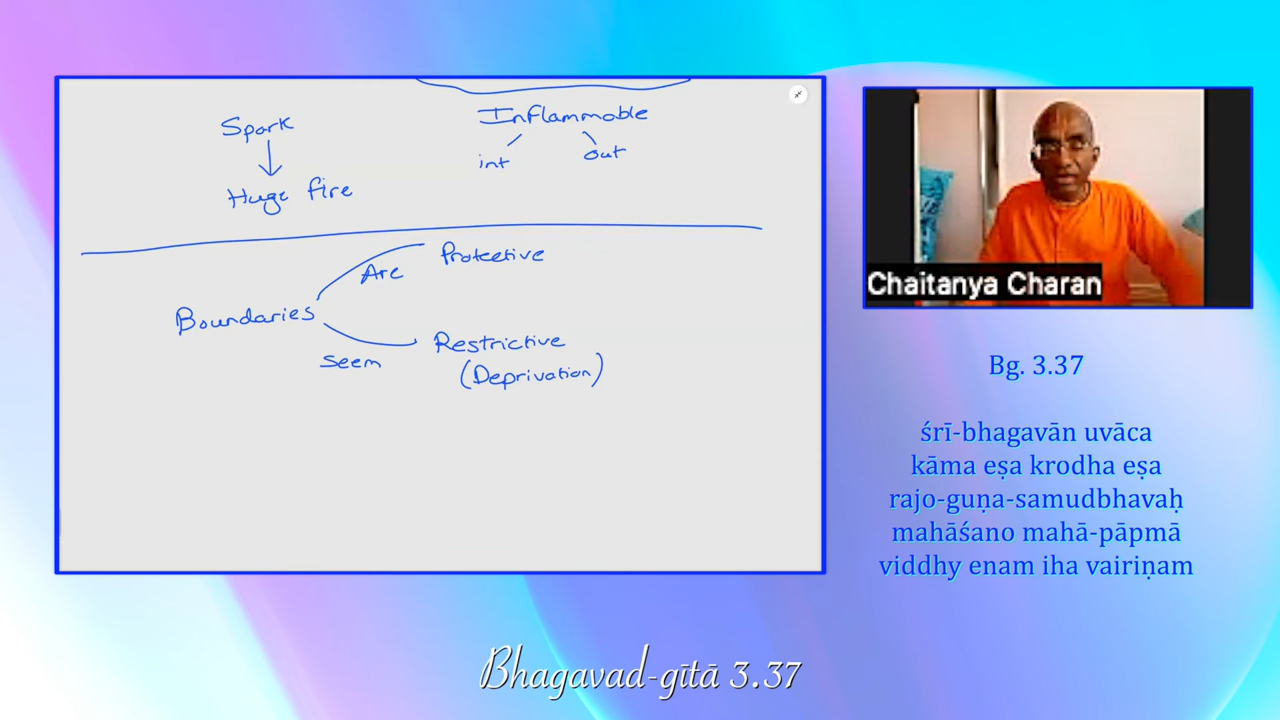 Spark
Huge fire
Inflammable
int out
Boundaries
Are Protective
Seem Restrictive
(Deprivation)
Chaitanya Charan
Bg. 3.37
śrī-bhagavān uvāca
kāma eṣa krodha eṣa
rajo-guṇa-samudbhavaḥ
mahāśano mahā-pāpmā
viddhy enam iha vairiṇam
Bhagavad-gītā 3.37